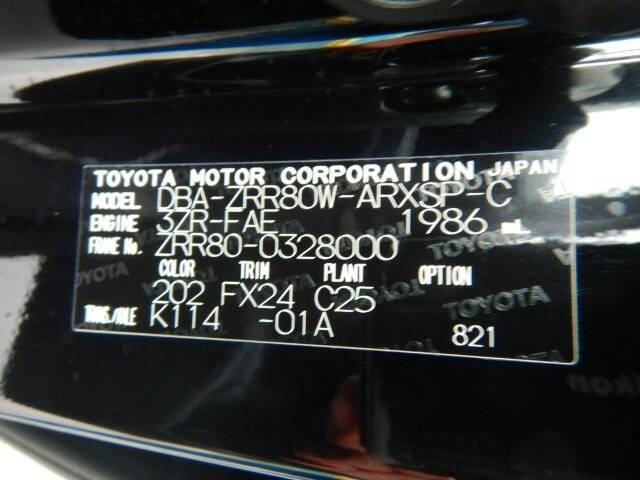 TOYOTA MOTOR CORPORATION JAPAN
MODEL DBA-ZRR80W-ARXSP-C
ENGINE 3ZR-FAE 1986 mL
FRAME No. ZRR80-0328000
COLOR TRIM PLANT OPTION
202 FX24 C25
TRANS/AXLE K114 -01A
821